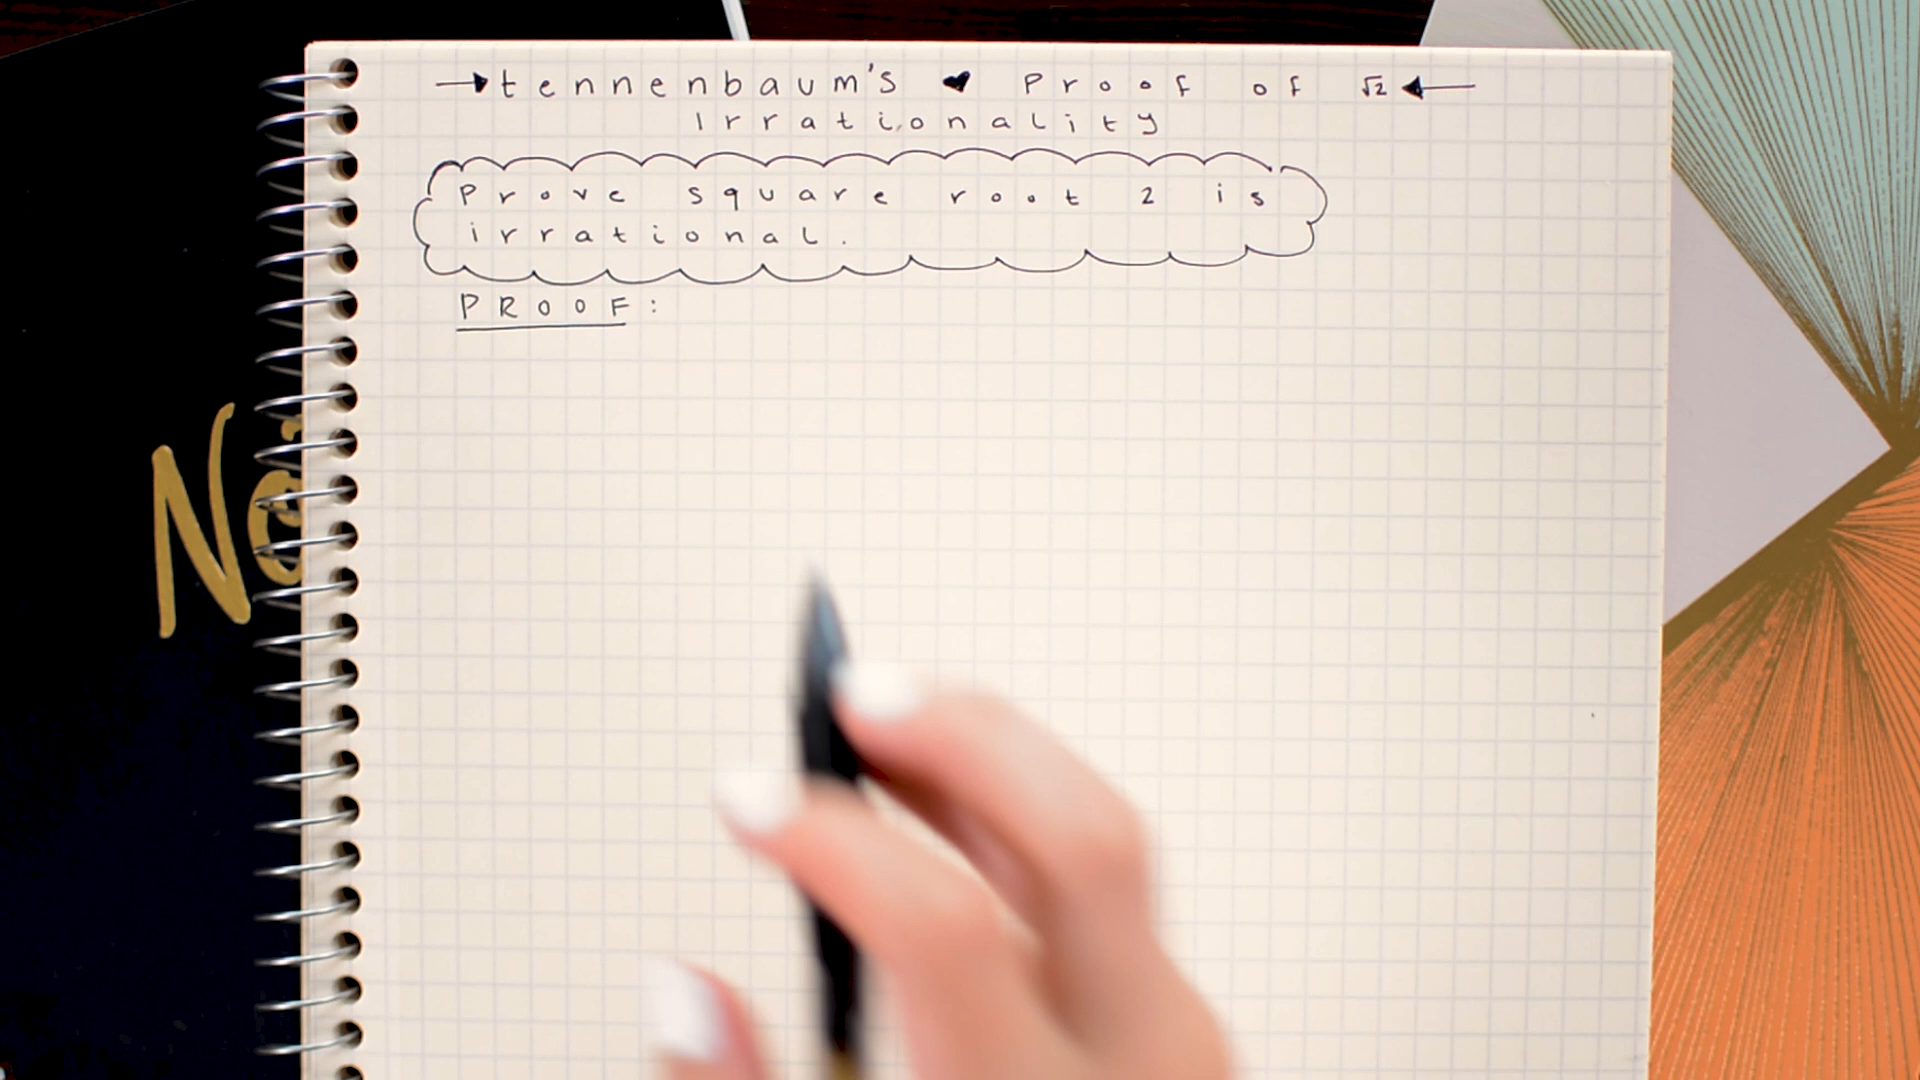 →tennenbaum's ♥ Proof of √2←
Irrationality
Prove square root 2 is
irrational.
PROOF: